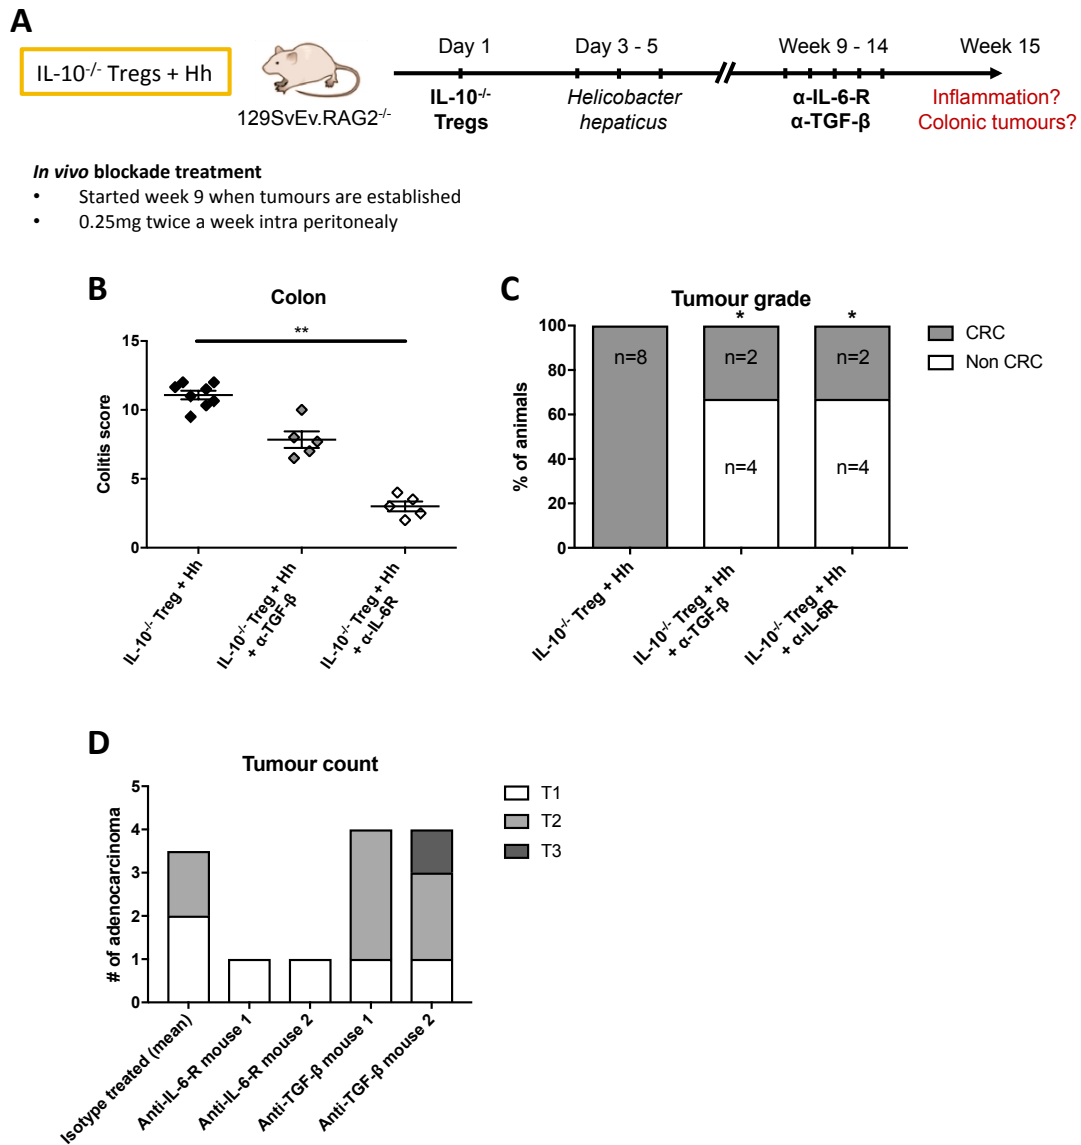 A
IL-10-/- Tregs + Hh
129SvEv.RAG2-/-
Day 1
Day 3 - 5
Week 9 - 14
Week 15
IL-10-/-
Tregs
Helicobacter
hepaticus
α-IL-6-R
α-TGF-β
Inflammation?
Colonic tumours?
In vivo blockade treatment
• Started week 9 when tumours are established
• 0.25mg twice a week intra peritonealy
B
Colon
**
15
10
5
0
Colitis score
IL-10-/- Treg + Hh
IL-10-/- Treg + Hh
+ α-TGF-β
IL-10-/- Treg + Hh
+ α-IL-6R
C
Tumour grade
* *
100
80
60
40
20
0
% of animals
n=8
n=2
n=2
n=4
n=4
CRC
Non CRC
IL-10-/- Treg + Hh
IL-10-/- Treg + Hh
+ α-TGF-β
IL-10-/- Treg + Hh
+ α-IL-6R
D
Tumour count
5
4
3
2
1
0
# of adenocarcinoma
T1
T2
T3
Isotype treated (mean)
Anti-IL-6-R mouse 1
Anti-IL-6-R mouse 2
Anti-TGF-β mouse 1
Anti-TGF-β mouse 2